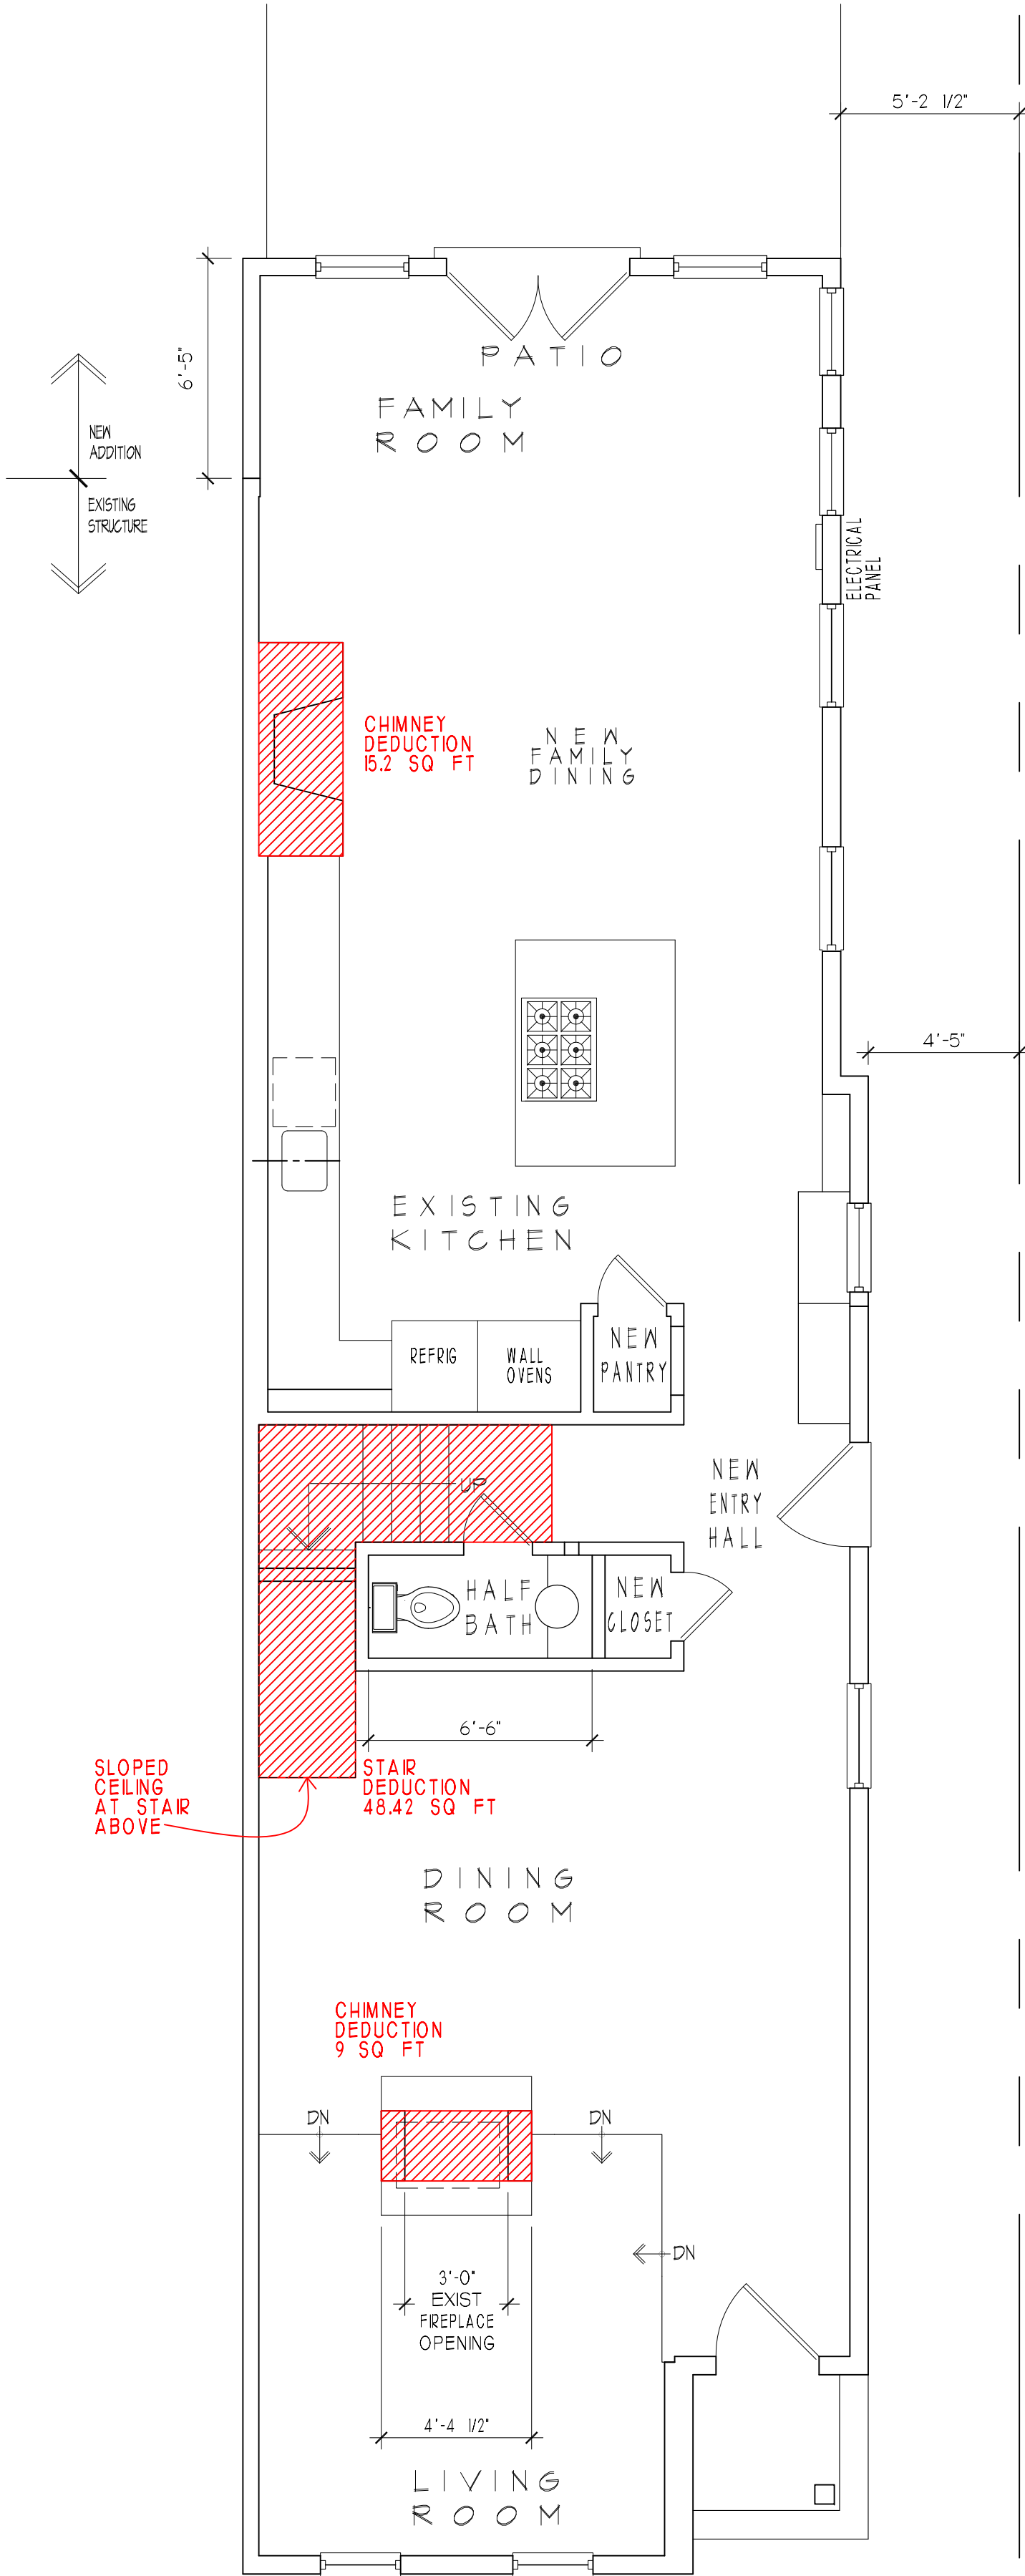 5'-2 1/2"
6'-5"
PATIO
FAMILY
ROOM
NEW
ADDITION
EXISTING
STRUCTURE
ELECTRICAL
PANEL
CHIMNEY
DEDUCTION
15.2 SQ FT
NEW
FAMILY
DINING
4'-5"
EXISTING
KITCHEN
REFRIG
WALL
OVENS
NEW
PANTRY
UP
NEW
ENTRY
HALL
HALF
BATH
NEW
CLOSET
6'-6"
SLOPED
CEILING
AT STAIR
ABOVE
STAIR
DEDUCTION
48.42 SQ FT
DINING
ROOM
CHIMNEY
DEDUCTION
9 SQ FT
DN
DN
DN
3'-0"
EXIST
FIREPLACE
OPENING
4'-4 1/2"
LIVING
ROOM